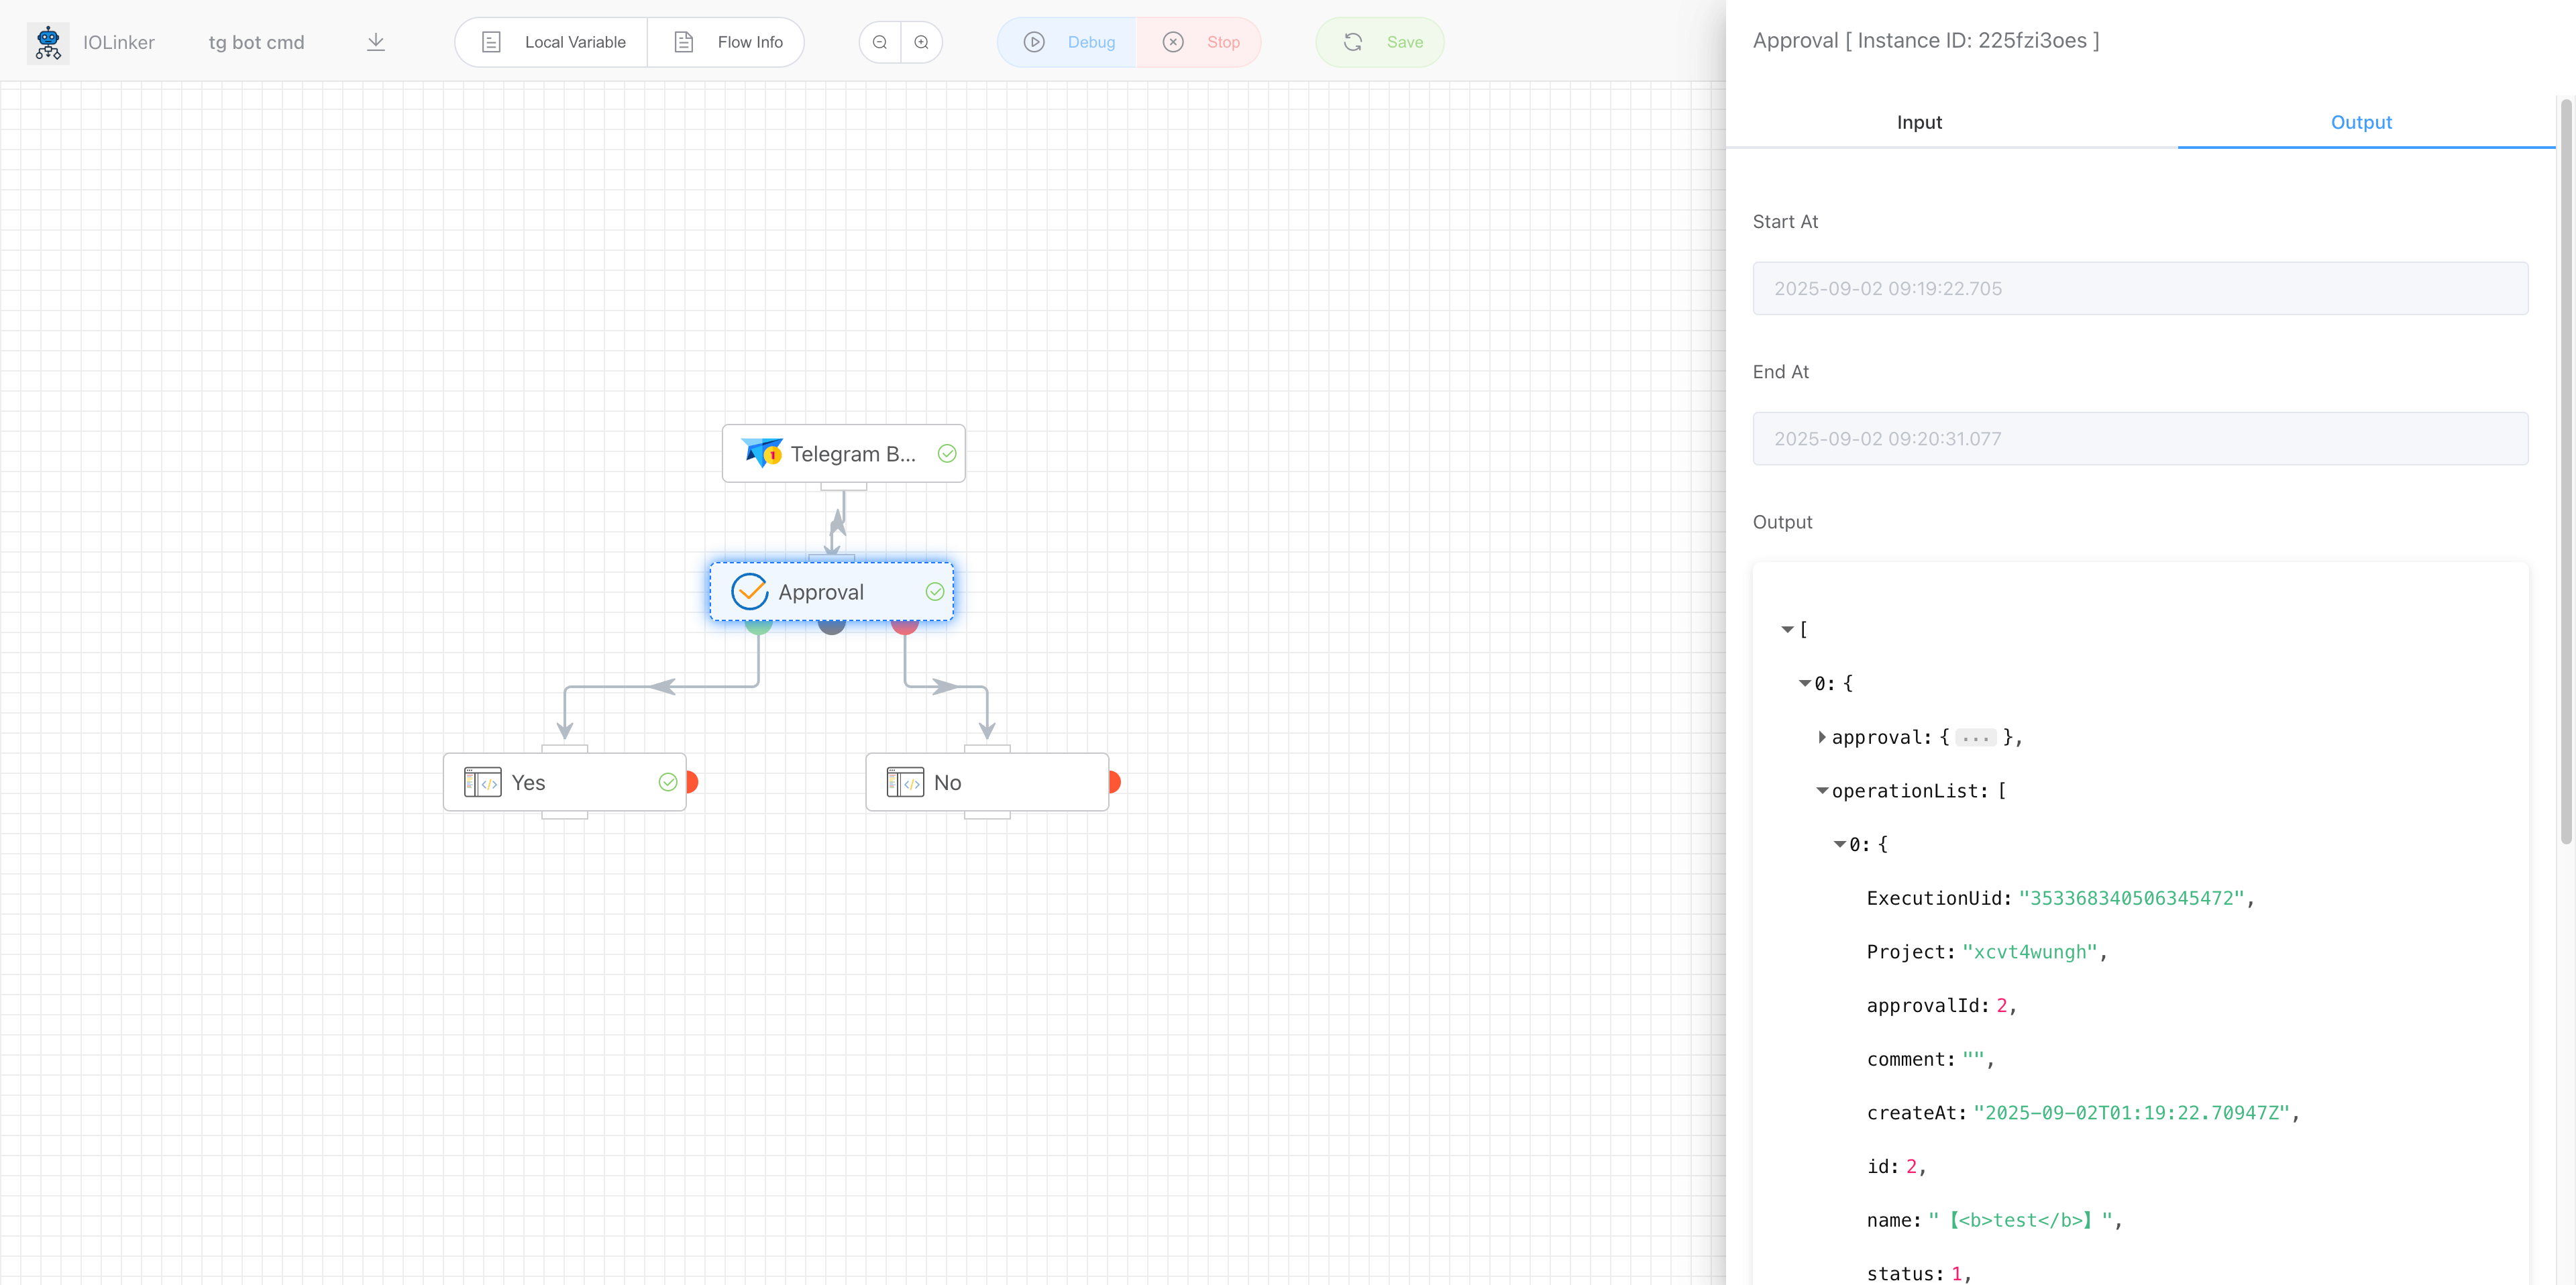 IOLinker
tg bot cmd
Local Variable
Flow Info
Debug
Stop
Save
Telegram B...
1
Approval
Yes
No
Approval [ Instance ID: 225fzi3oes ]
Input
Output
Start At
2025-09-02 09:19:22.705
End At
2025-09-02 09:20:31.077
Output
[
0: {
approval: { ... },
operationList: [
0: {
ExecutionUid: "353368340506345472",
Project: "xcvt4wungh",
approvalId: 2,
comment: "",
createAt: "2025-09-02T01:19:22.70947Z",
id: 2,
name: "【<b>test</b>】",
status: 1,